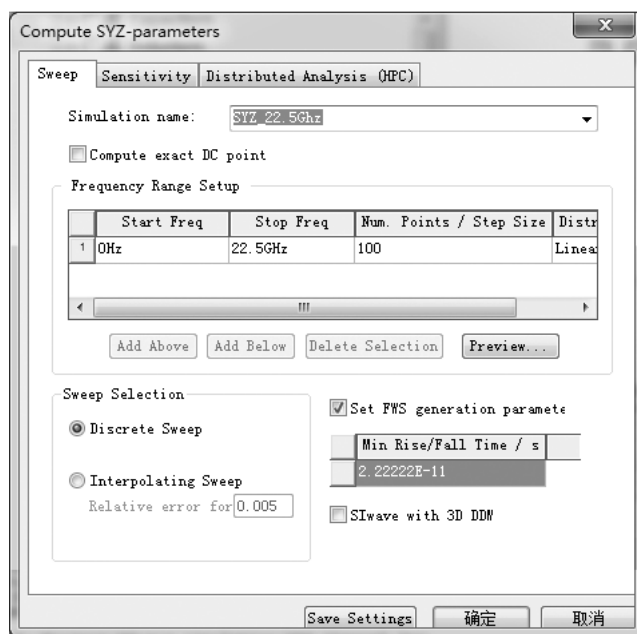 Compute SYZ-parameters
Sweep Sensitivity Distributed Analysis (HPC)
Simulation name: SYZ_22.5Ghz
Compute exact DC point
Frequency Range Setup
Start Freq Stop Freq Num. Points / Step Size Distr
1 0Hz 22.5GHz 100 Linea
Add Above Add Below Delete Selection Preview...
Sweep Selection
Discrete Sweep
Interpolating Sweep
Relative error for 0.005
Set FWS generation paramete
Min Rise/Fall Time / s
2.22222E-11
SIwave with 3D DDM
Save Settings 确定 取消